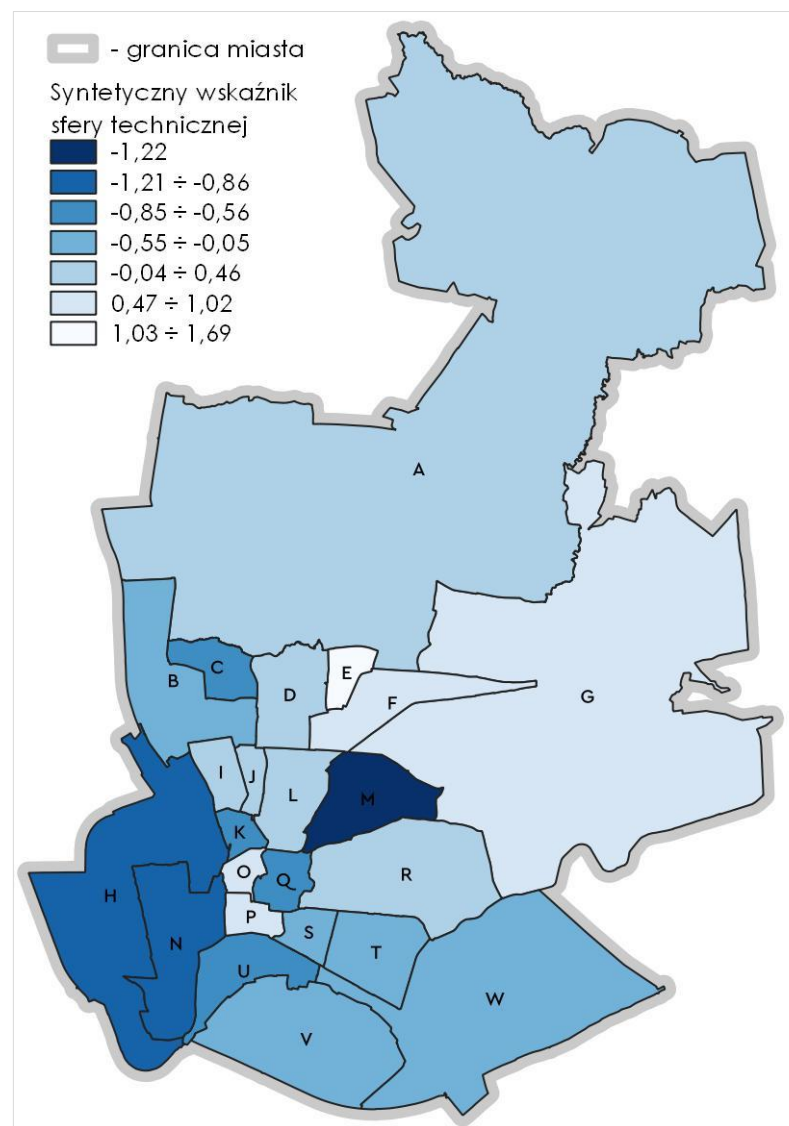 - granica miasta
Syntetyczny wskaźnik
sfery technicznej
-1,22
-1,21 ÷ -0,86
-0,85 ÷ -0,56
-0,55 ÷ -0,05
-0,04 ÷ 0,46
0,47 ÷ 1,02
1,03 ÷ 1,69
A
B
C
D
E
F
G
H
I
J
K
L
M
N
O
P
Q
R
S
T
U
V
W